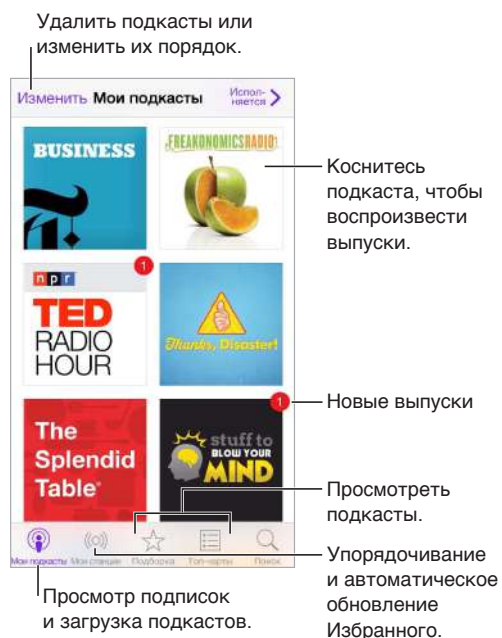 Удалить подкасты или
изменить их порядок.
Изменить Мои подкасты
Испол-
няется
BUSINESS
FREAKONOMICS RADIO
Коснитесь
подкаста, чтобы
воспроизвести
выпуски.
npr
1
TED
RADIO
HOUR
Thanks, Disaster!
1
Новые выпуски
The
Splendid
Table
stuff to
BLOW YOUR
MIND
Просмотреть
подкасты.
Мои подкасты Мои станции Подборка Топ-чарты Поиск
Упорядочивание
и автоматическое
обновление
Избранного.
Просмотр подписок
и загрузка подкастов.